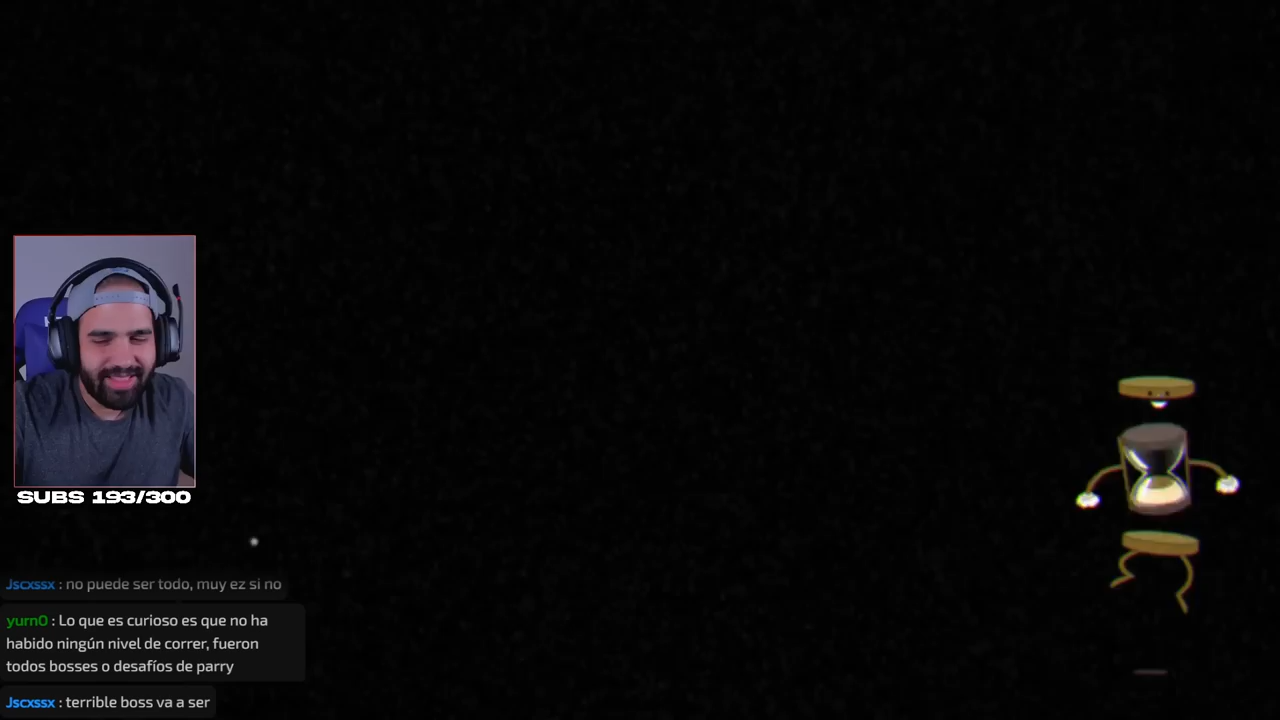 SUBS 193/300
Jscxssx : no puede ser todo, muy ez si no
yurn0 : Lo que es curioso es que no ha
habido ningún nivel de correr, fueron
todos bosses o desafíos de parry
Jscxssx : terrible boss va a ser